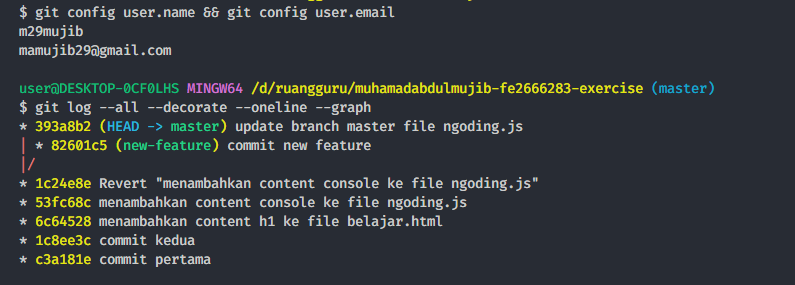 $ git config user.name && git config user.email
m29mujib
mamujib29@gmail.com
user@DESKTOP-0CF0LHS MINGW64 /d/ruangguru/muhamadabdulmujib-fe2666283-exercise (master)
$ git log --all --decorate --oneline --graph
* 393a8b2 (HEAD -> master) update branch master file ngoding.js
| * 82601c5 (new-feature) commit new feature
|/
* 1c24e8e Revert "menambahkan content console ke file ngoding.js"
* 53fc68c menambahkan content console ke file ngoding.js
* 6c64528 menambahkan content h1 ke file belajar.html
* 1c8ee3c commit kedua
* c3a181e commit pertama